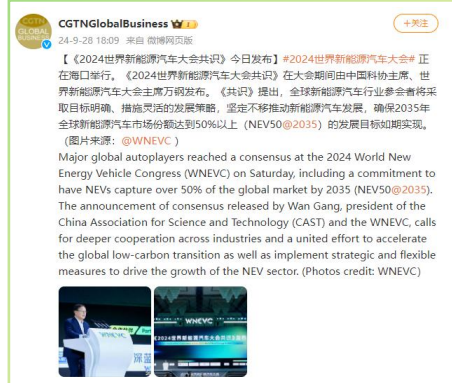 CGTN
GLOBAL
BUSINESS
CGTNGlobalBusiness
+关注
24-9-28 18:09 来自 微博网页版
【《2024世界新能源汽车大会共识》今日发布】#2024世界新能源汽车大会# 正
在海口举行。《2024世界新能源汽车大会共识》在大会期间由中国科协主席、世
界新能源汽车大会主席万钢发布。《共识》提出，全球新能源汽车行业参会者将采
取目标明确、措施灵活的发展策略，坚定不移推动新能源汽车发展，确保2035年
全球新能源汽车市场份额达到50%以上（NEV50@2035）的发展目标如期实现。
（图片来源：@WNEVC ）
Major global autoplayers reached a consensus at the 2024 World New
Energy Vehicle Congress (WNEVC) on Saturday, including a commitment to
have NEVs capture over 50% of the global market by 2035 (NEV50@2035).
The announcement of consensus released by Wan Gang, president of the
China Association for Science and Technology (CAST) and the WNEVC, calls
for deeper cooperation across industries and a united effort to accelerate
the global low-carbon transition as well as implement strategic and flexible
measures to drive the growth of the NEV sector. (Photos credit: WNEVC)
WNEVC
WNEVC